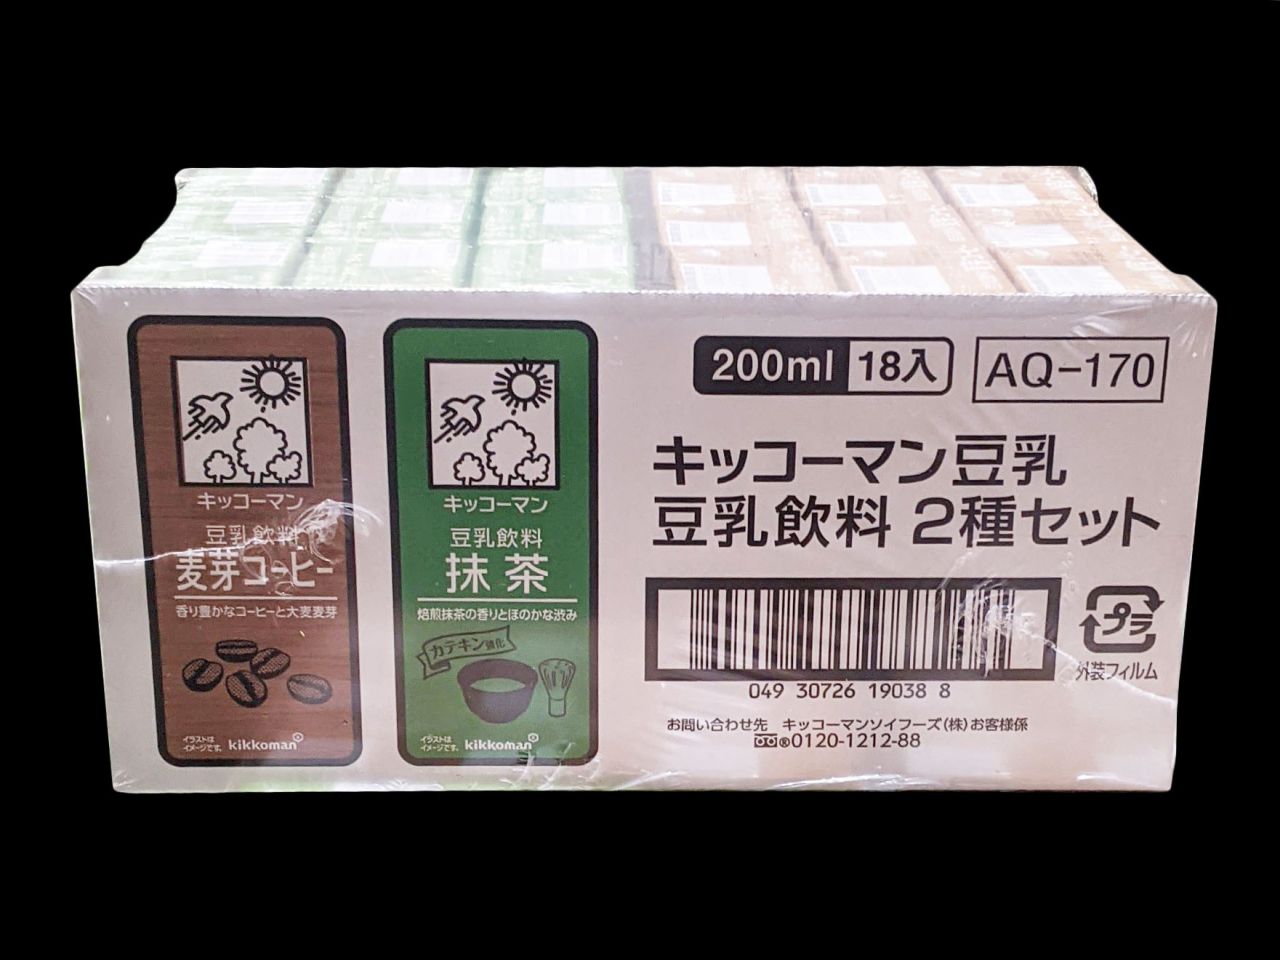 キッコーマン
豆乳飲料
麦芽コーヒー
香り豊かなコーヒーと大麦麦芽
イラストは
イメージです。
kikkoman
キッコーマン
豆乳飲料
抹茶
焙煎抹茶の香りとほのかな渋み
カテキン強化
イラストは
イメージです。
kikkoman
200ml 18入 AQ-170
キッコーマン豆乳
豆乳飲料 2種セット
049 30726 19038 8
プラ
外装フィルム
お問い合わせ先 キッコーマンソイフーズ(株)お客様係
®0120-1212-88